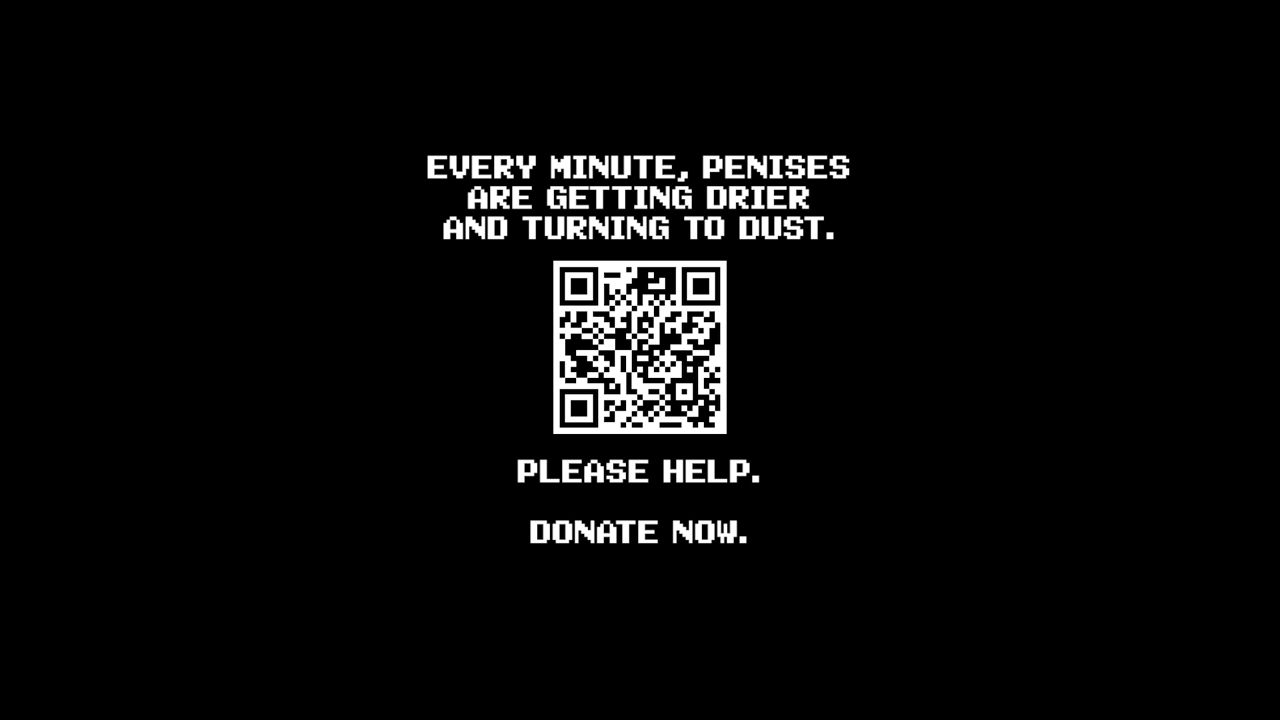 EVERY MINUTE, PENISES
ARE GETTING DRIER
AND TURNING TO DUST.
PLEASE HELP.
DONATE NOW.